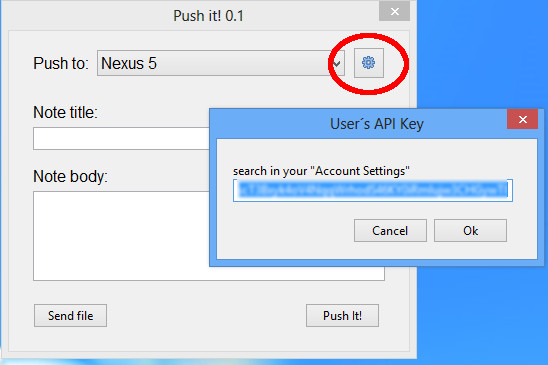 Push it! 0.1
Push to: Nexus 5
Note title:
User´s API Key
search in your "Account Settings"
Note body:
Cancel Ok
Send file Push It!